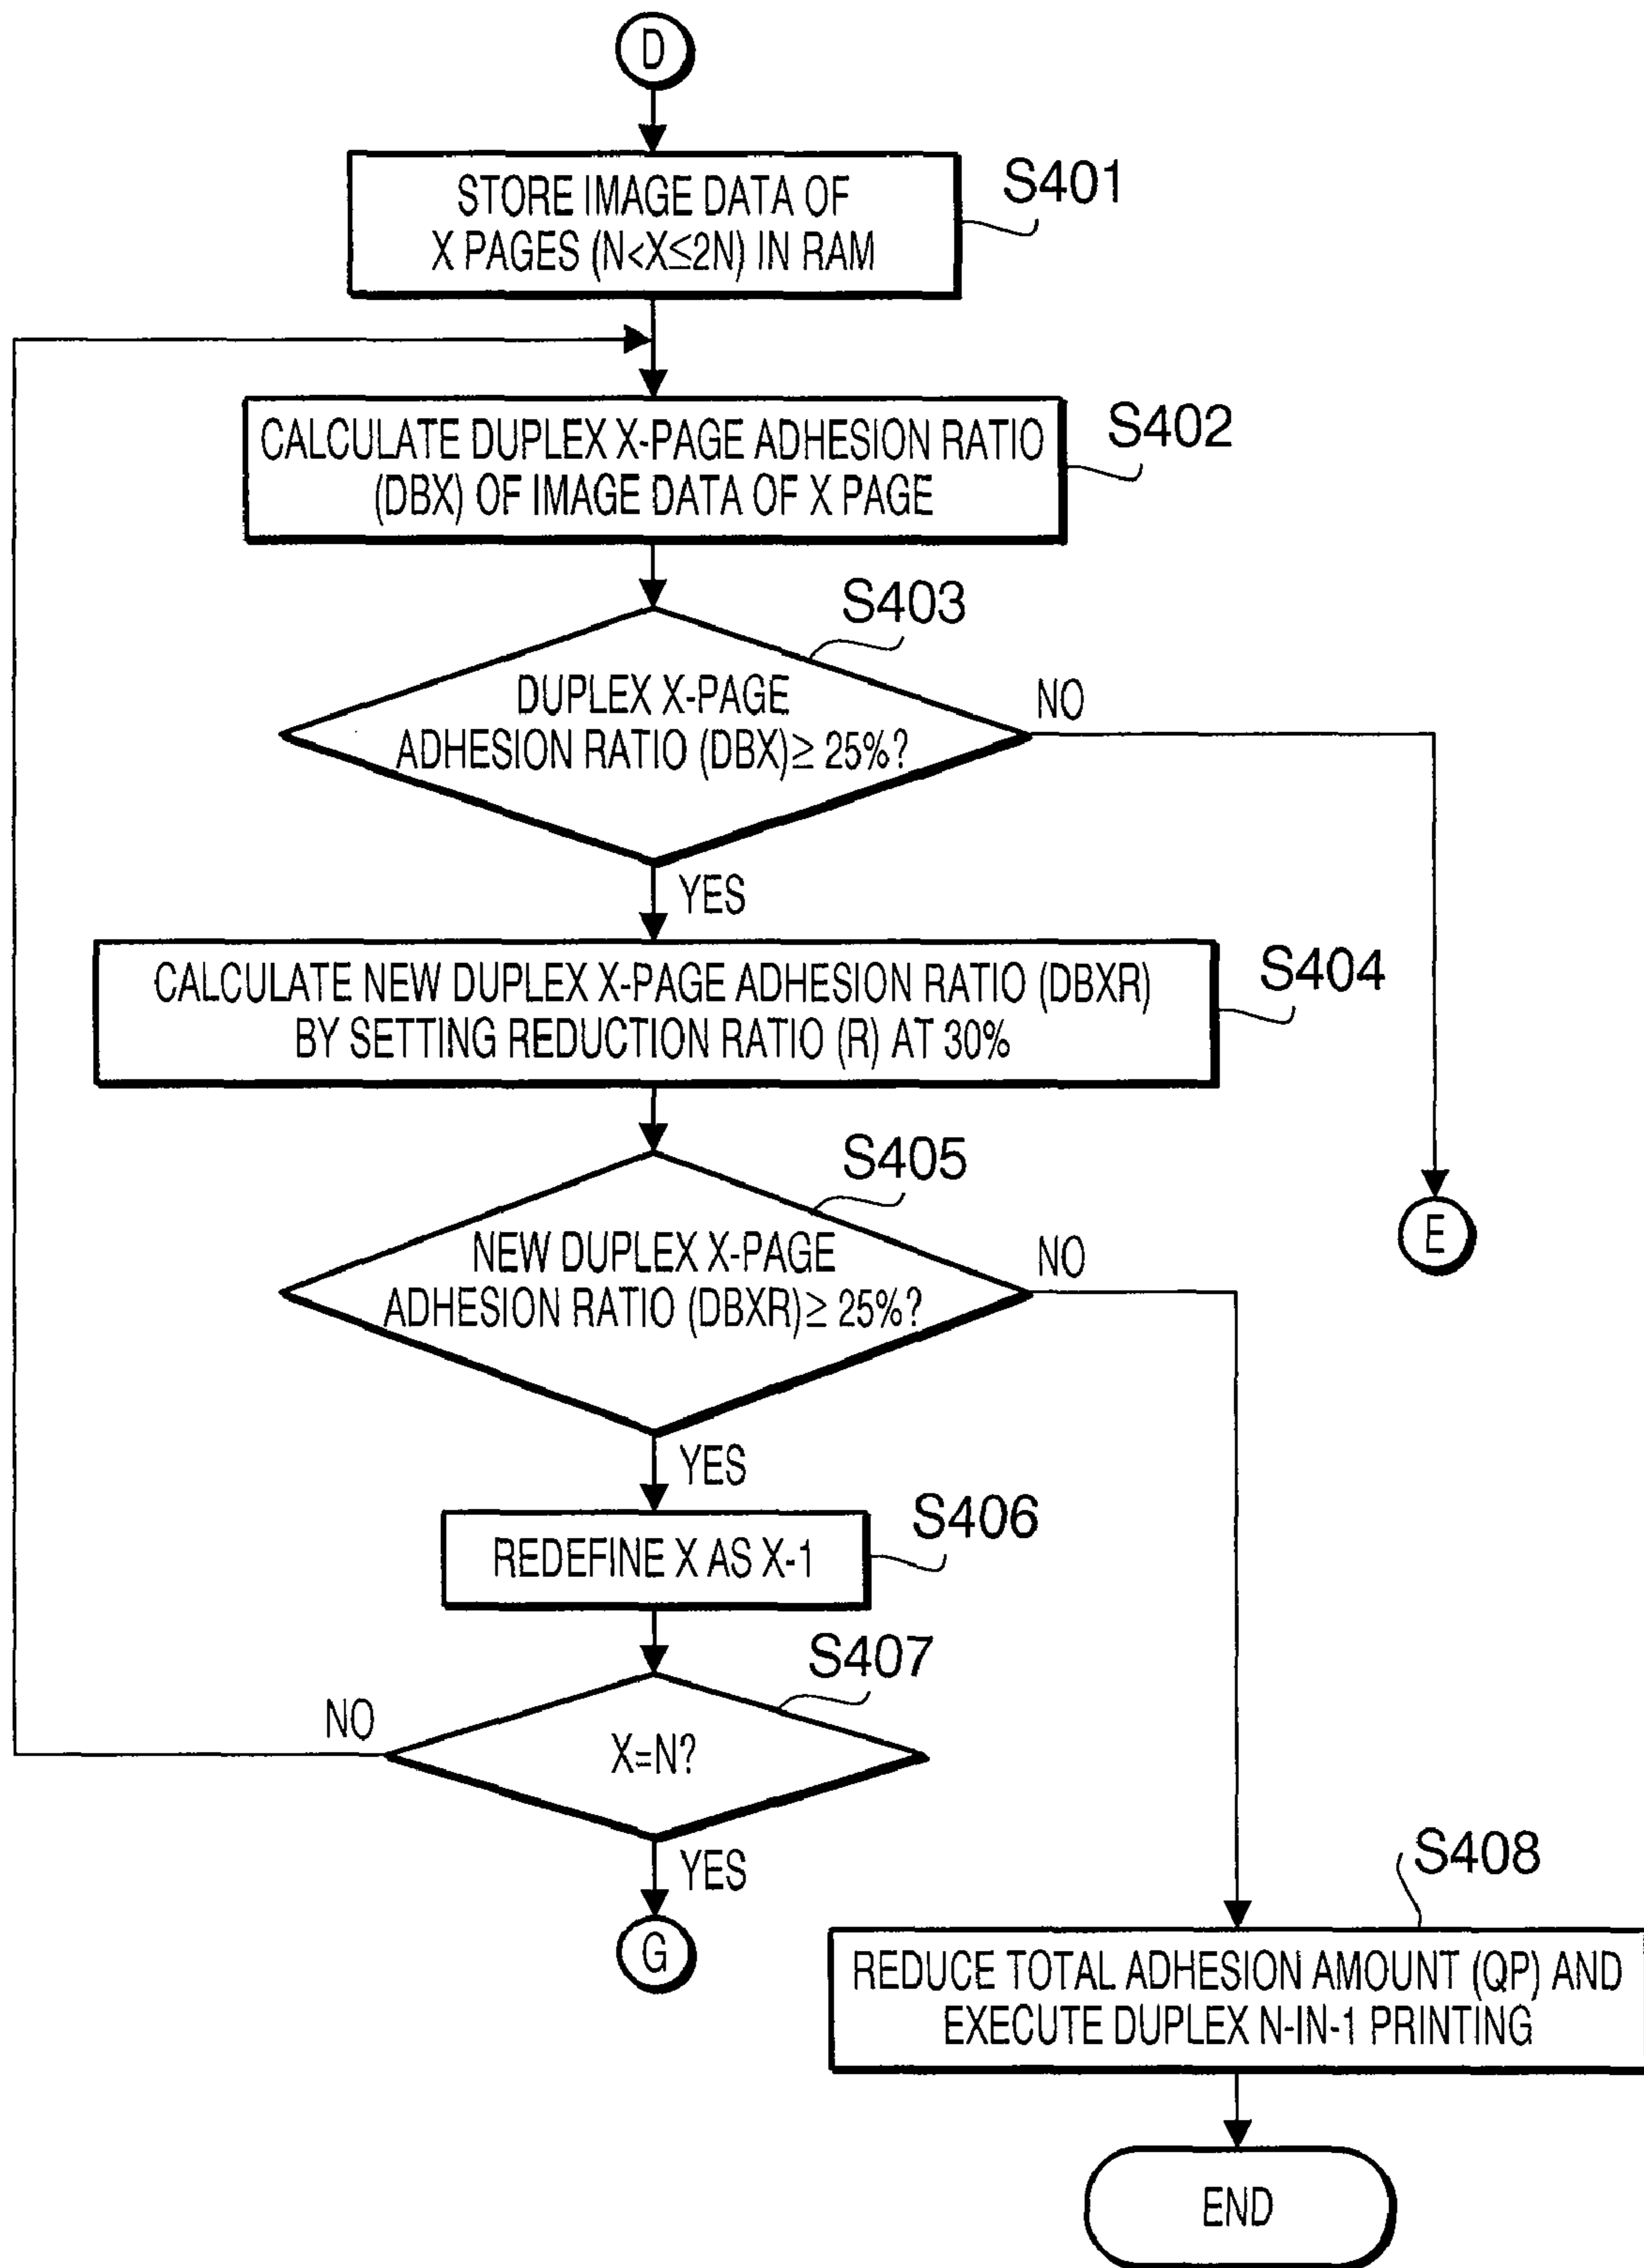 D
STORE IMAGE DATA OF
X PAGES (N<X≤2N) IN RAM
S401
CALCULATE DUPLEX X-PAGE ADHESION RATIO
(DBX) OF IMAGE DATA OF X PAGE
S402
S403
DUPLEX X-PAGE
ADHESION RATIO (DBX)≥ 25%?
NO
YES
CALCULATE NEW DUPLEX X-PAGE ADHESION RATIO (DBXR)
BY SETTING REDUCTION RATIO (R) AT 30%
S404
S405
NEW DUPLEX X-PAGE
ADHESION RATIO (DBXR)≥ 25%?
NO
E
YES
REDEFINE X AS X-1
S406
S407
X=N?
NO
YES
G
S408
REDUCE TOTAL ADHESION AMOUNT (QP) AND
EXECUTE DUPLEX N-IN-1 PRINTING
END